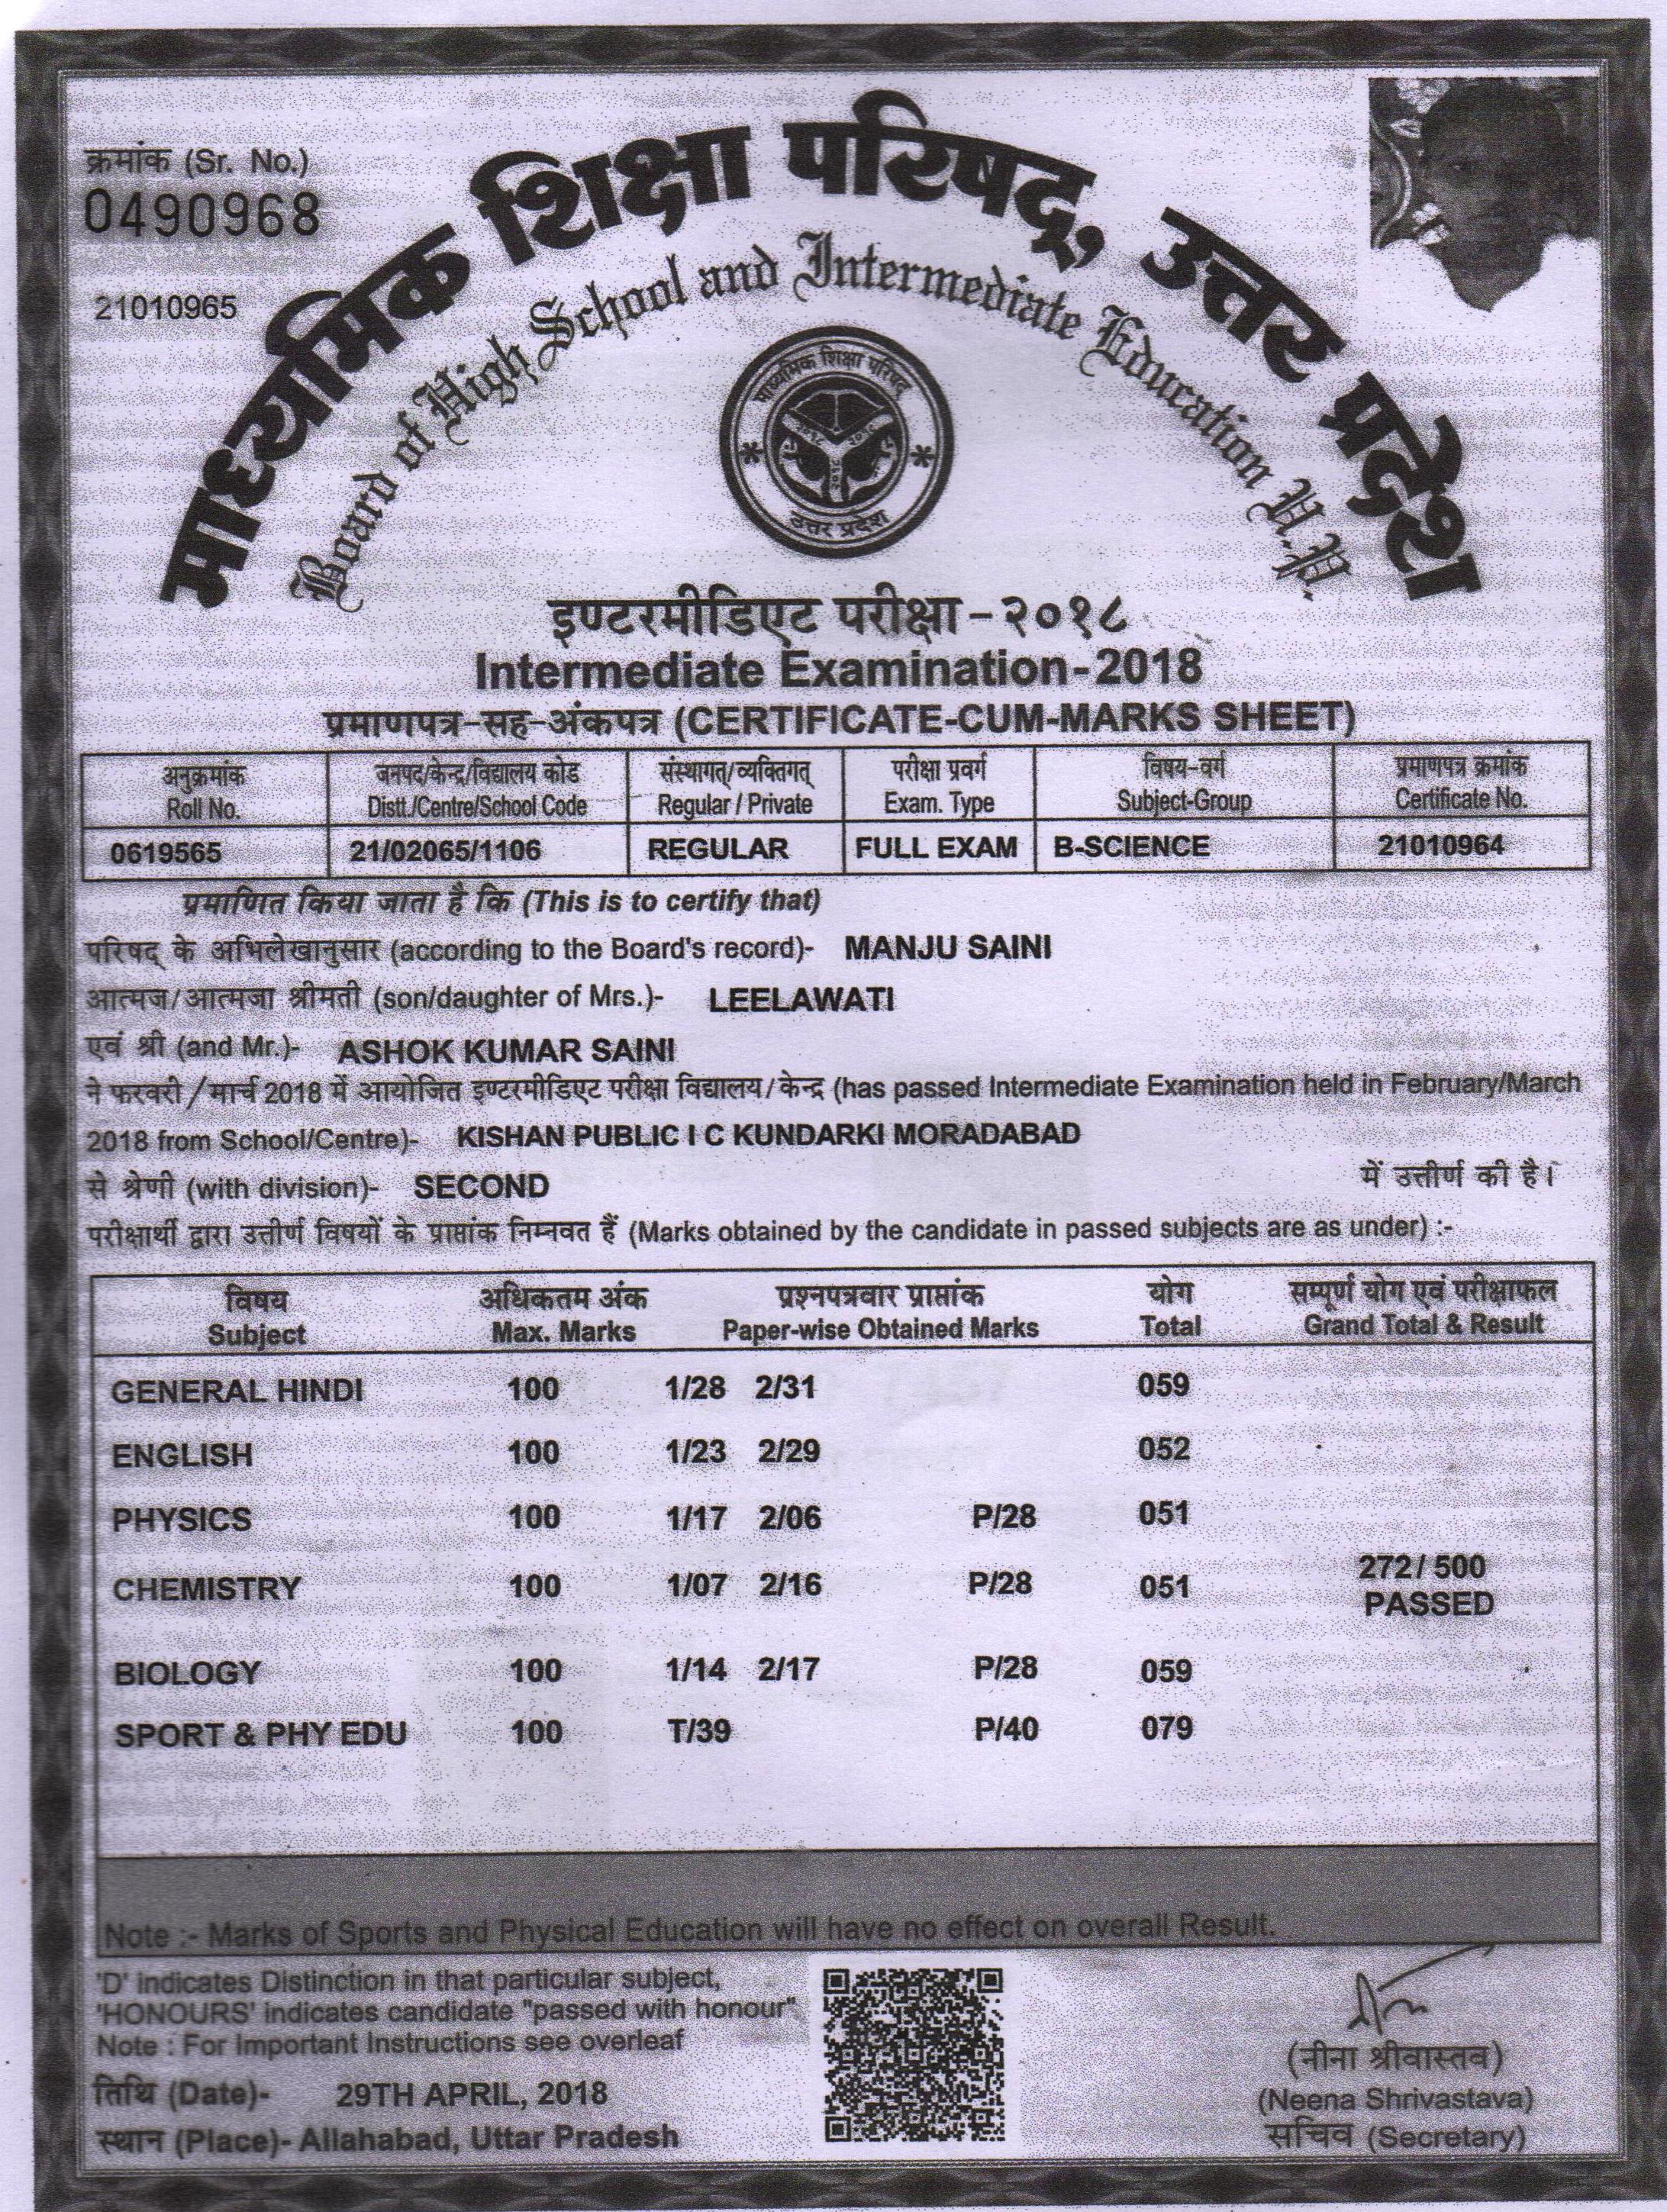 क्रमांक (Sr. No.)
0490968
21010965
माध्यमिक शिक्षा परिषद्, उत्तर प्रदेश
Board of High School and Intermediate Education U.P.
माध्यमिक शिक्षा परिषद्
२०१८ २०१८
२०१८
उत्तर प्रदेश
इण्टरमीडिएट परीक्षा-२०१८
Intermediate Examination-2018
प्रमाणपत्र-सह-अंकपत्र (CERTIFICATE-CUM-MARKS SHEET)
अनुक्रमांक जनपद/केन्द्र/विद्यालय कोड संस्थागत/व्यक्तिगत् परीक्षा प्रवर्ग विषय-वर्ग प्रमाणपत्र क्रमांक
Roll No. Distt./Centre/School Code Regular / Private Exam. Type Subject-Group Certificate No.
0619565 21/02065/1106 REGULAR FULL EXAM B-SCIENCE 21010964
प्रमाणित किया जाता है कि (This is to certify that)
परिषद् के अभिलेखानुसार (according to the Board's record)- MANJU SAINI
आत्मज/आत्मजा श्रीमती (son/daughter of Mrs.)- LEELAWATI
एवं श्री (and Mr.)- ASHOK KUMAR SAINI
ने फरवरी/मार्च 2018 में आयोजित इण्टरमीडिएट परीक्षा विद्यालय/केन्द्र (has passed Intermediate Examination held in February/March
2018 from School/Centre)- KISHAN PUBLIC I C KUNDARKI MORADABAD
से श्रेणी (with division)- SECOND में उत्तीर्ण की है।
परीक्षार्थी द्वारा उत्तीर्ण विषयों के प्राप्तांक निम्नवत हैं (Marks obtained by the candidate in passed subjects are as under) :-
विषय अधिकतम अंक प्रश्नपत्रवार प्राप्तांक योग सम्पूर्ण योग एवं परीक्षाफल
Subject Max. Marks Paper-wise Obtained Marks Total Grand Total & Result
GENERAL HINDI 100 1/28 2/31 059
ENGLISH 100 1/23 2/29 052
PHYSICS 100 1/17 2/06 P/28 051
CHEMISTRY 100 1/07 2/16 P/28 051 272/ 500
PASSED
BIOLOGY 100 1/14 2/17 P/28 059
SPORT & PHY EDU 100 T/39 P/40 079
Note :- Marks of Sports and Physical Education will have no effect on overall Result.
'D' indicates Distinction in that particular subject,
'HONOURS' indicates candidate "passed with honour"
Note : For Important Instructions see overleaf
तिथि (Date)- 29TH APRIL, 2018
स्थान (Place)- Allahabad, Uttar Pradesh
(नीना श्रीवास्तव)
(Neena Shrivastava)
सचिव (Secretary)